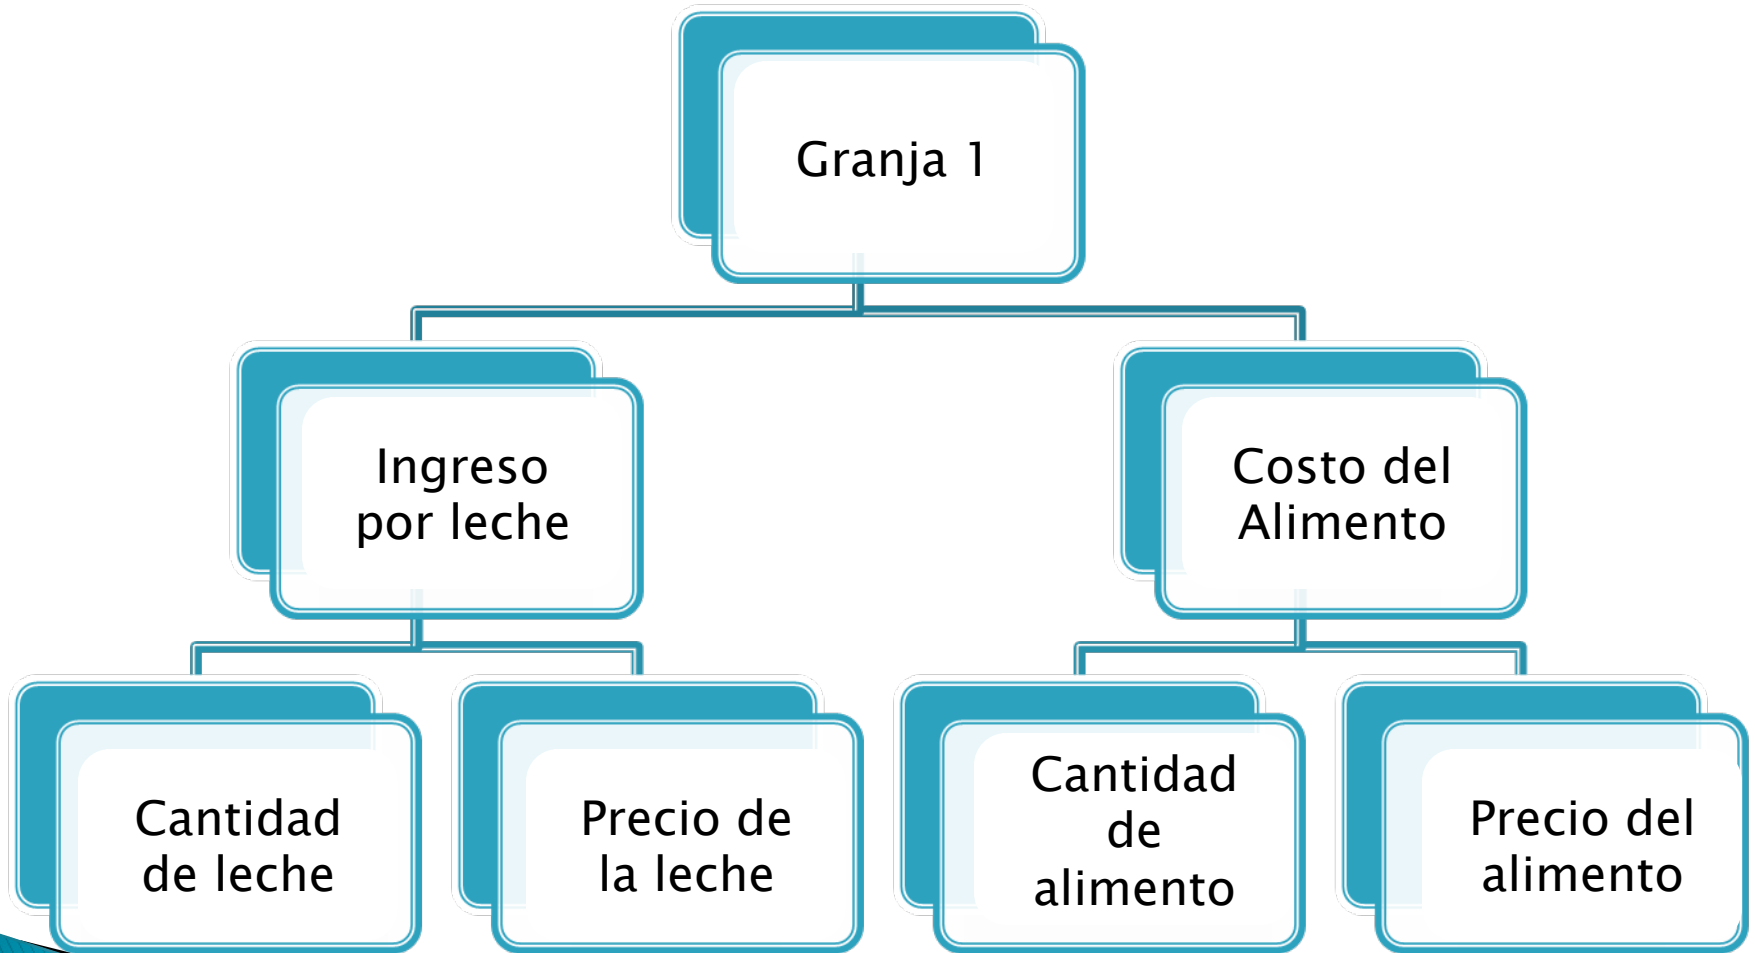 Granja 1
Ingreso
por leche
Costo del
Alimento
Cantidad
de leche
Precio de
la leche
Cantidad
de
alimento
Precio del
alimento